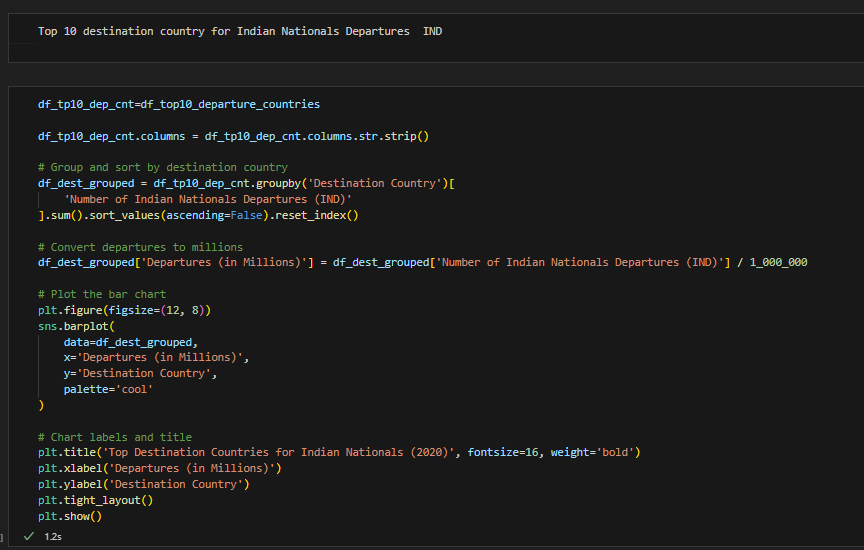 Top 10 destination country for Indian Nationals Departures  IND
df_tp10_dep_cnt=df_top10_departure_countries
df_tp10_dep_cnt.columns = df_tp10_dep_cnt.columns.str.strip()
# Group and sort by destination country
df_dest_grouped = df_tp10_dep_cnt.groupby('Destination Country')[
    'Number of Indian Nationals Departures (IND)'
].sum().sort_values(ascending=False).reset_index()
# Convert departures to millions
df_dest_grouped['Departures (in Millions)'] = df_dest_grouped['Number of Indian Nationals Departures (IND)'] / 1_000_000
# Plot the bar chart
plt.figure(figsize=(12, 8))
sns.barplot(
    data=df_dest_grouped,
    x='Departures (in Millions)',
    y='Destination Country',
    palette='cool'
)
# Chart labels and title
plt.title('Top Destination Countries for Indian Nationals (2020)', fontsize=16, weight='bold')
plt.xlabel('Departures (in Millions)')
plt.ylabel('Destination Country')
plt.tight_layout()
plt.show()
] ✓ 1.2s